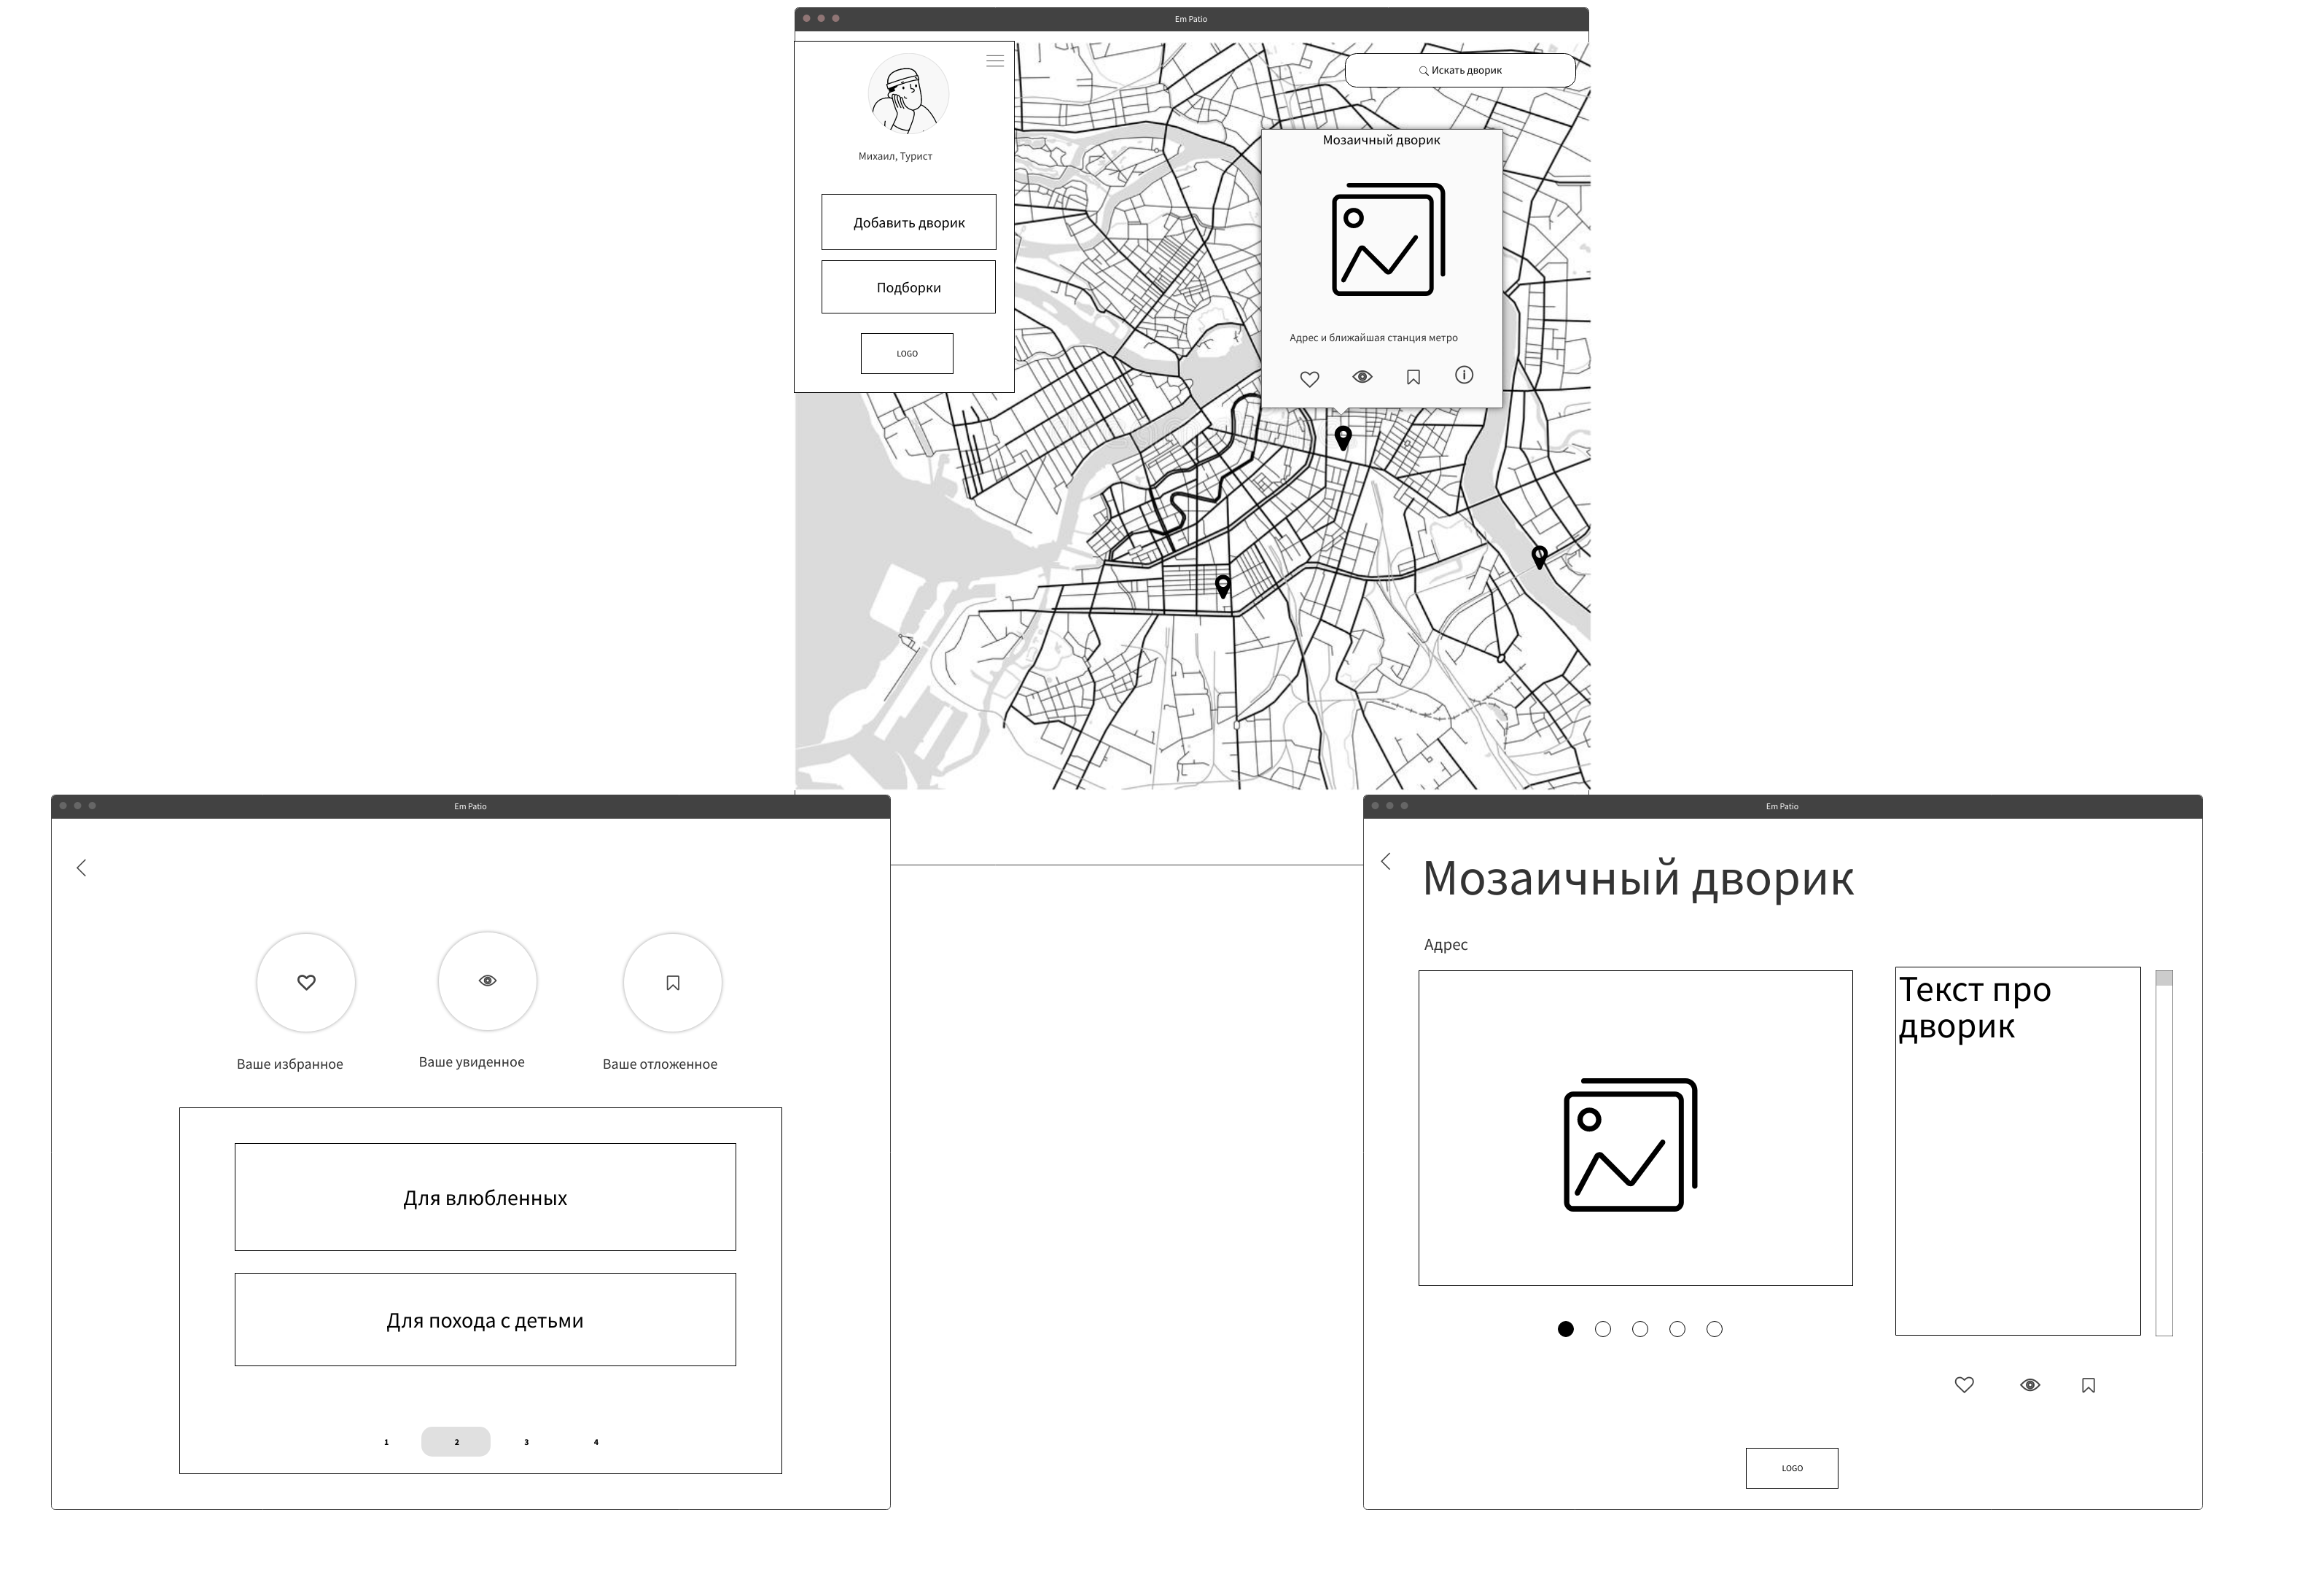 Em Patio
Михаил, Турист
Добавить дворик
Подборки
LOGO
Искать дворик
Мозаичный дворик
Адрес и ближайшая станция метро
Em Patio
Ваше избранное
Ваше увиденное
Ваше отложенное
Для влюбленных
Для похода с детьми
1 2 3 4
Em Patio
Мозаичный дворик
Адрес
Текст про
дворик
LOGO